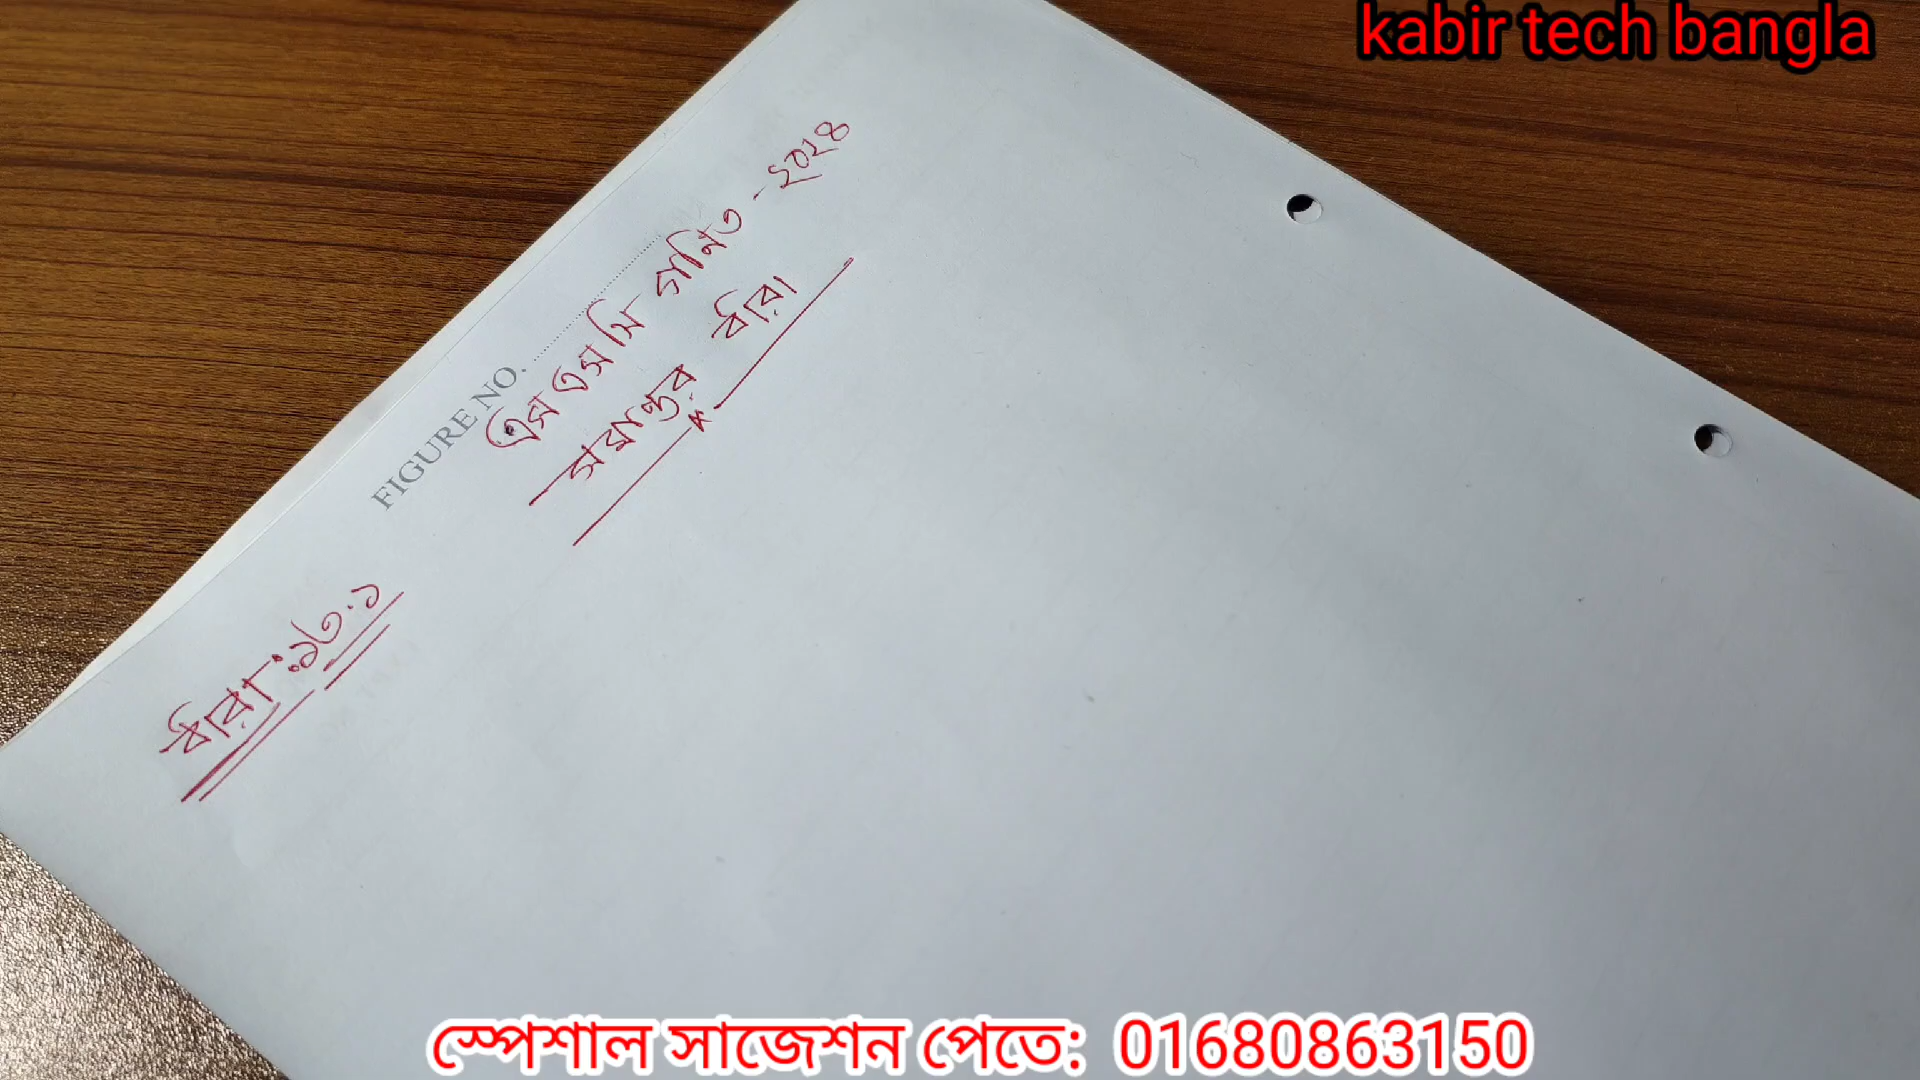 kabir tech bangla
FIGURE NO.
এস এস সি গনিত - ২০২৪
সমান্তর ধারা
ধারা : ১৩.১
স্পেশাল সাজেশন পেতে: 01680863150